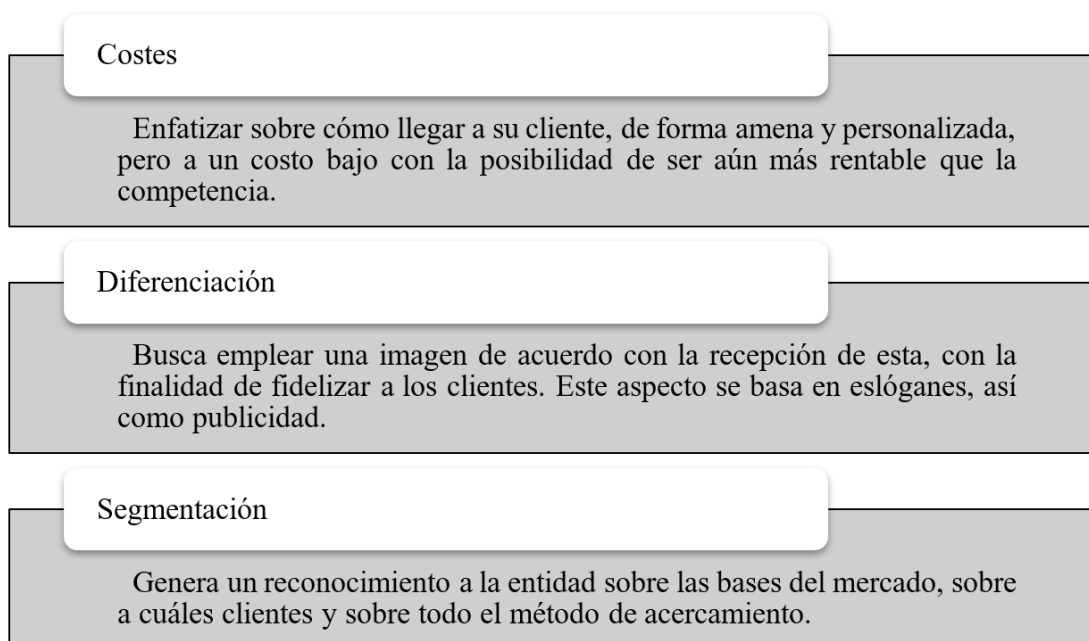 Costes
Enfatizar sobre cómo llegar a su cliente, de forma amena y personalizada,
pero a un costo bajo con la posibilidad de ser aún más rentable que la
competencia.
Diferenciación
Busca emplear una imagen de acuerdo con la recepción de esta, con la
finalidad de fidelizar a los clientes. Este aspecto se basa en eslóganes, así
como publicidad.
Segmentación
Genera un reconocimiento a la entidad sobre las bases del mercado, sobre
a cuáles clientes y sobre todo el método de acercamiento.